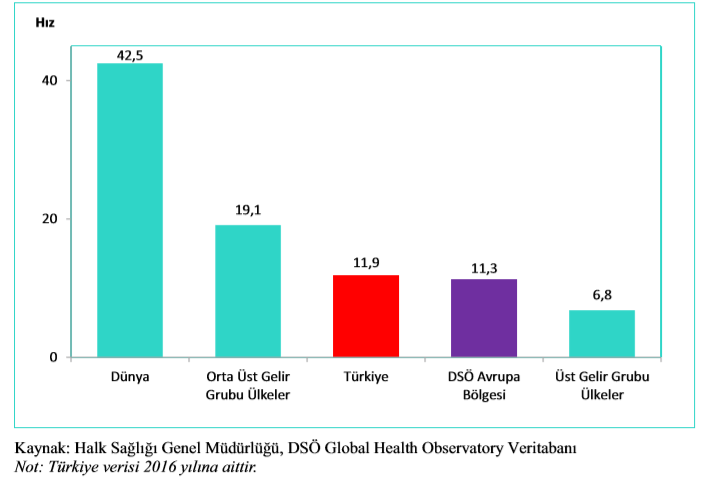 Hız
42,5
40
19,1
20
11,9
11,3
6,8
0
Dünya
Orta Üst Gelir
Grubu Ülkeler
Türkiye
DSÖ Avrupa
Bölgesi
Üst Gelir Grubu
Ülkeler
Kaynak: Halk Sağlığı Genel Müdürlüğü, DSÖ Global Health Observatory Veritabanı
Not: Türkiye verisi 2016 yılına aittir.